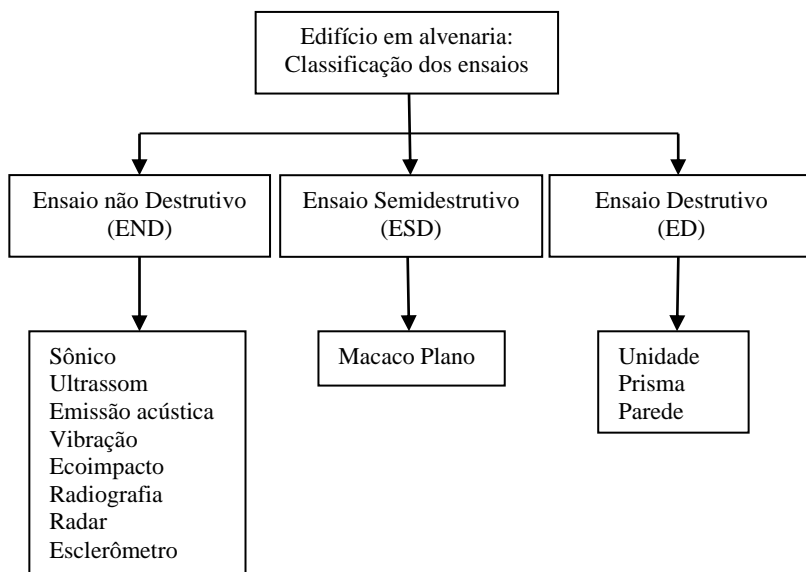 Edifício em alvenaria:
Classificação dos ensaios
Ensaio não Destrutivo
(END)
Ensaio Semidestrutivo
(ESD)
Ensaio Destrutivo
(ED)
Sônico
Ultrassom
Emissão acústica
Vibração
Ecoimpacto
Radiografia
Radar
Esclerômetro
Macaco Plano
Unidade
Prisma
Parede